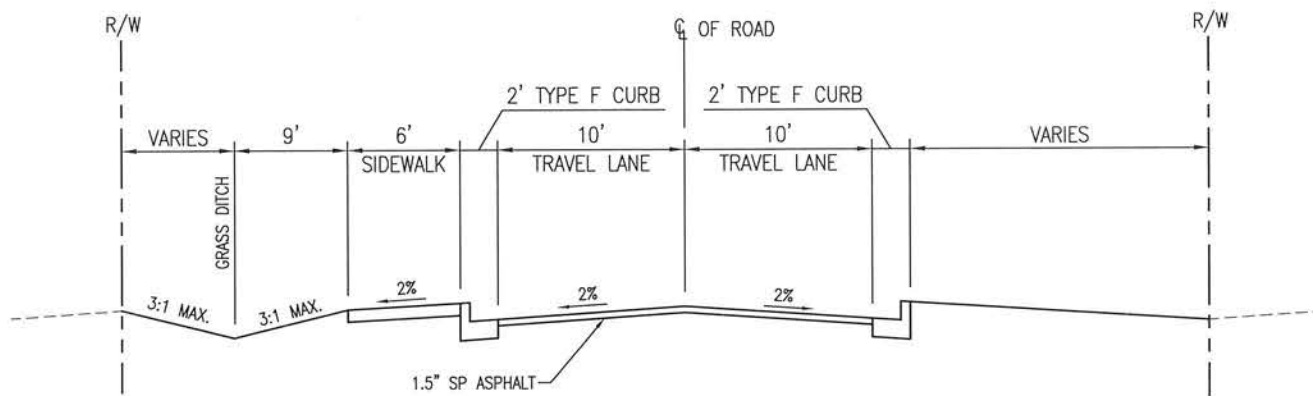 R/W
℄ OF ROAD
R/W
2' TYPE F CURB
2' TYPE F CURB
VARIES
9'
6'
10'
10'
VARIES
SIDEWALK
TRAVEL LANE
TRAVEL LANE
GRASS DITCH
3:1 MAX.
3:1 MAX.
2%
2%
2%
1.5" SP ASPHALT